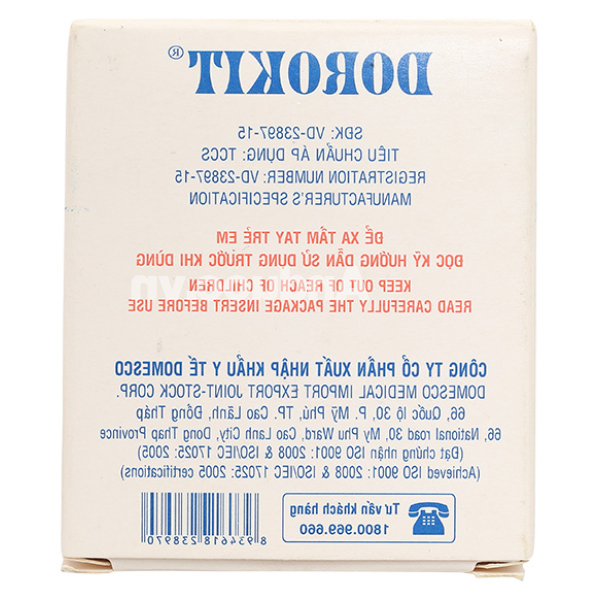 DOROKIT®
SDK: VD-23897-15
TIÊU CHUẨN ÁP DỤNG: TCCS
REGISTRATION NUMBER: VD-23897-15
MANUFACTURER'S SPECIFICATION
ĐỂ XA TẦM TAY TRẺ EM
ĐỌC KỸ HƯỚNG DẪN SỬ DỤNG TRƯỚC KHI DÙNG
KEEP OUT OF REACH OF CHILDREN
READ CAREFULLY THE PACKAGE INSERT BEFORE USE
CÔNG TY CỔ PHẦN XUẤT NHẬP KHẨU Y TẾ DOMESCO
DOMESCO MEDICAL IMPORT EXPORT JOINT-STOCK CORP.
66, Quốc lộ 30, P. Mỹ Phú, TP. Cao Lãnh, Đồng Tháp
66, National road 30, My Phu Ward, Cao Lanh City, Dong Thap Province
(Đạt chứng nhận ISO 9001: 2008 & ISO/IEC 17025: 2005)
(Achieved ISO 9001: 2008 & ISO/IEC 17025: 2005 certifications)
Tư vấn khách hàng
1800.969.660
8 934618 238970